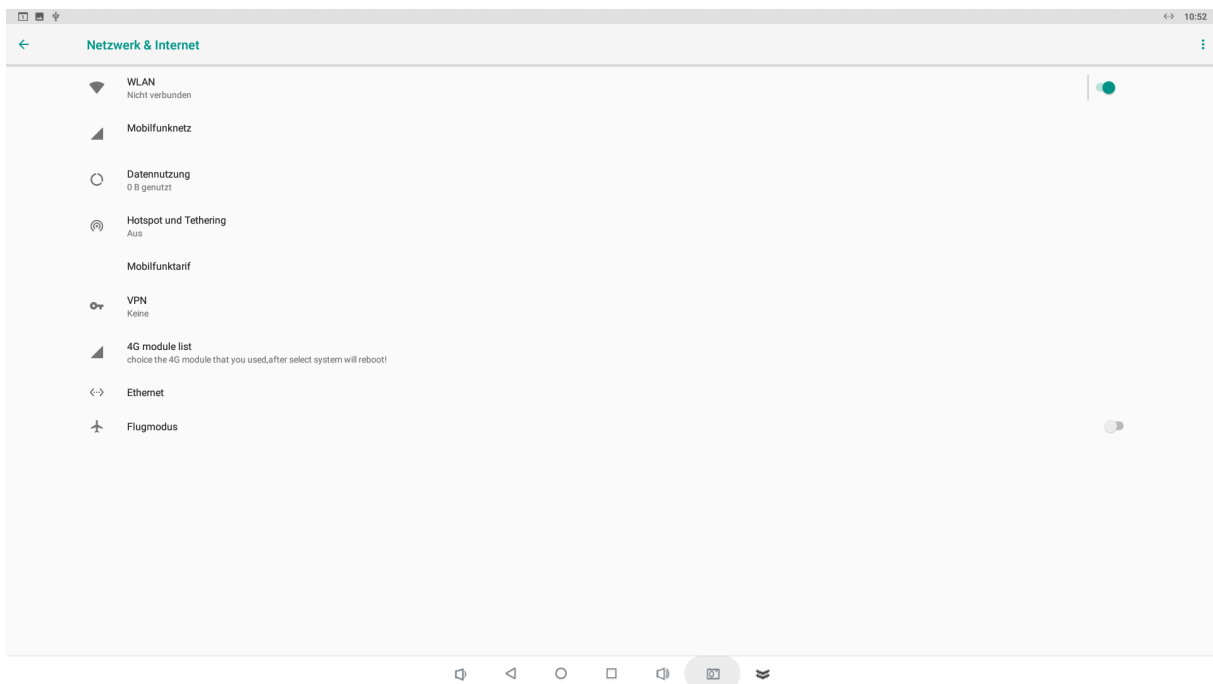 10:52
Netzwerk & Internet
WLAN
Nicht verbunden
Mobilfunknetz
Datennutzung
0 B genutzt
Hotspot und Tethering
Aus
Mobilfunktarif
VPN
Keine
4G module list
choice the 4G module that you used,after select system will reboot!
Ethernet
Flugmodus